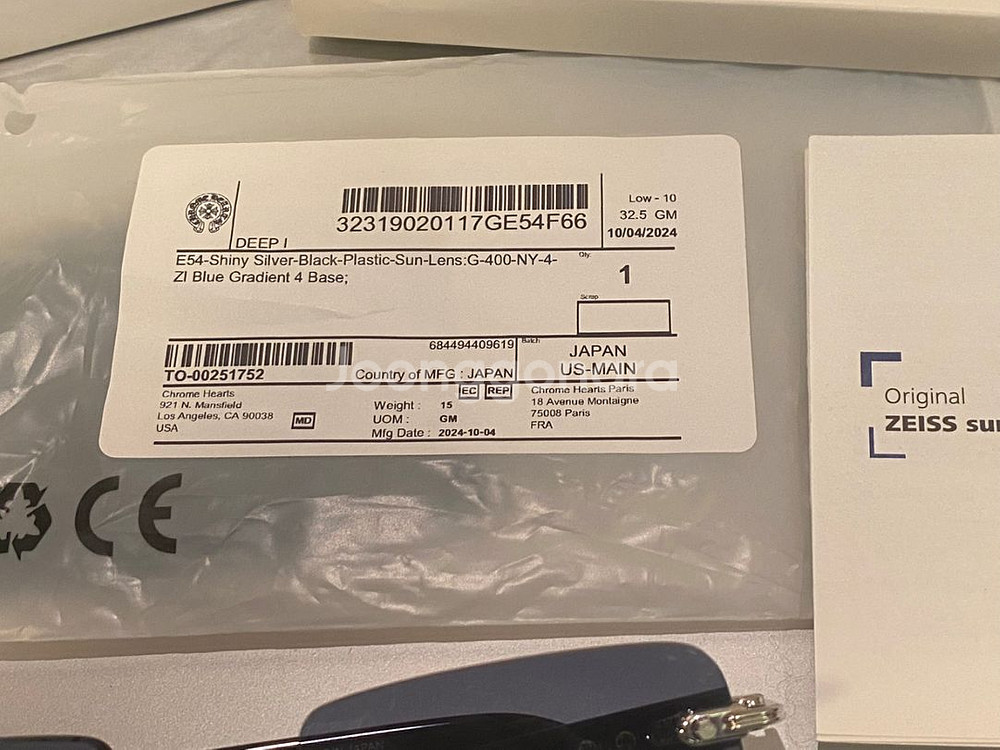 DEEP I
32319020117GE54F66
Low - 10
32.5 GM
10/04/2024
E54-Shiny Silver-Black-Plastic-Sun-Lens:G-400-NY-4-
ZI Blue Gradient 4 Base;
Qty:
1
Scrap
684494409619
TO-00251752
Country of MFG : JAPAN
Batch
JAPAN
US-MAIN
Chrome Hearts
921 N. Mansfield
Los Angeles, CA 90038
USA
MD
EC REP
Weight : 15
UOM : GM
Mfg Date : 2024-10-04
Chrome Hearts Paris
18 Avenue Montaigne
75008 Paris
FRA
Joonggonara
CE
Original
ZEISS sun